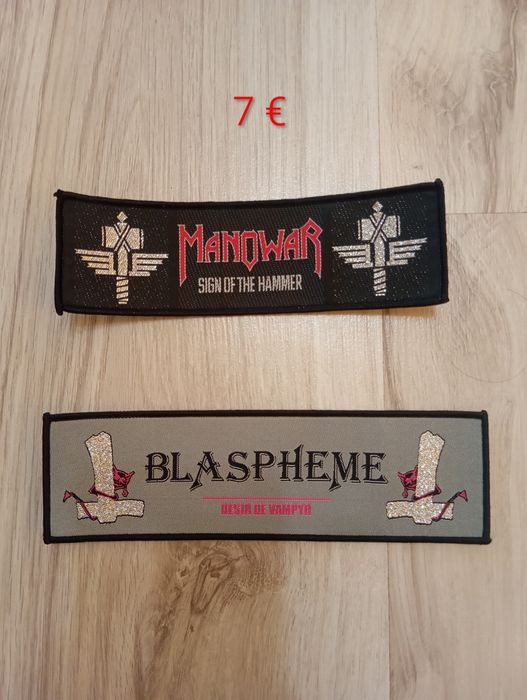 7 €
MANOWAR
SIGN OF THE HAMMER
BLASPHEME
DESIR DE VAMPYR